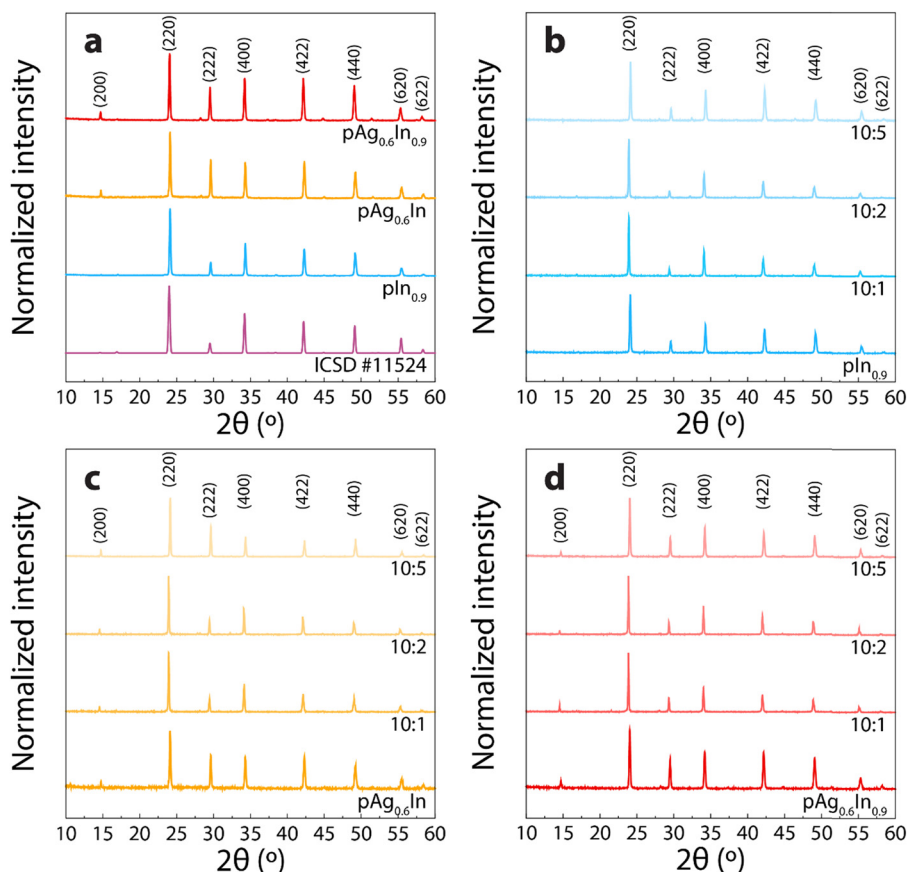 a
(200)
(220)
(222)
(400)
(422)
(440)
(620)
(622)
pAg0.6In0.9
pAg0.6In
pIn0.9
ICSD #11524
Normalized intensity
10 15 20 25 30 35 40 45 50 55 60
2θ (º)
b
(220)
(222)
(400)
(422)
(440)
(620)
(622)
10:5
10:2
10:1
pIn0.9
Normalized intensity
10 15 20 25 30 35 40 45 50 55 60
2θ (º)
c
(200)
(220)
(222)
(400)
(422)
(440)
(620)
(622)
10:5
10:2
10:1
pAg0.6In
Normalized intensity
10 15 20 25 30 35 40 45 50 55 60
2θ (º)
d
(200)
(220)
(222)
(400)
(422)
(440)
(620)
(622)
10:5
10:2
10:1
pAg0.6In0.9
Normalized intensity
10 15 20 25 30 35 40 45 50 55 60
2θ (º)